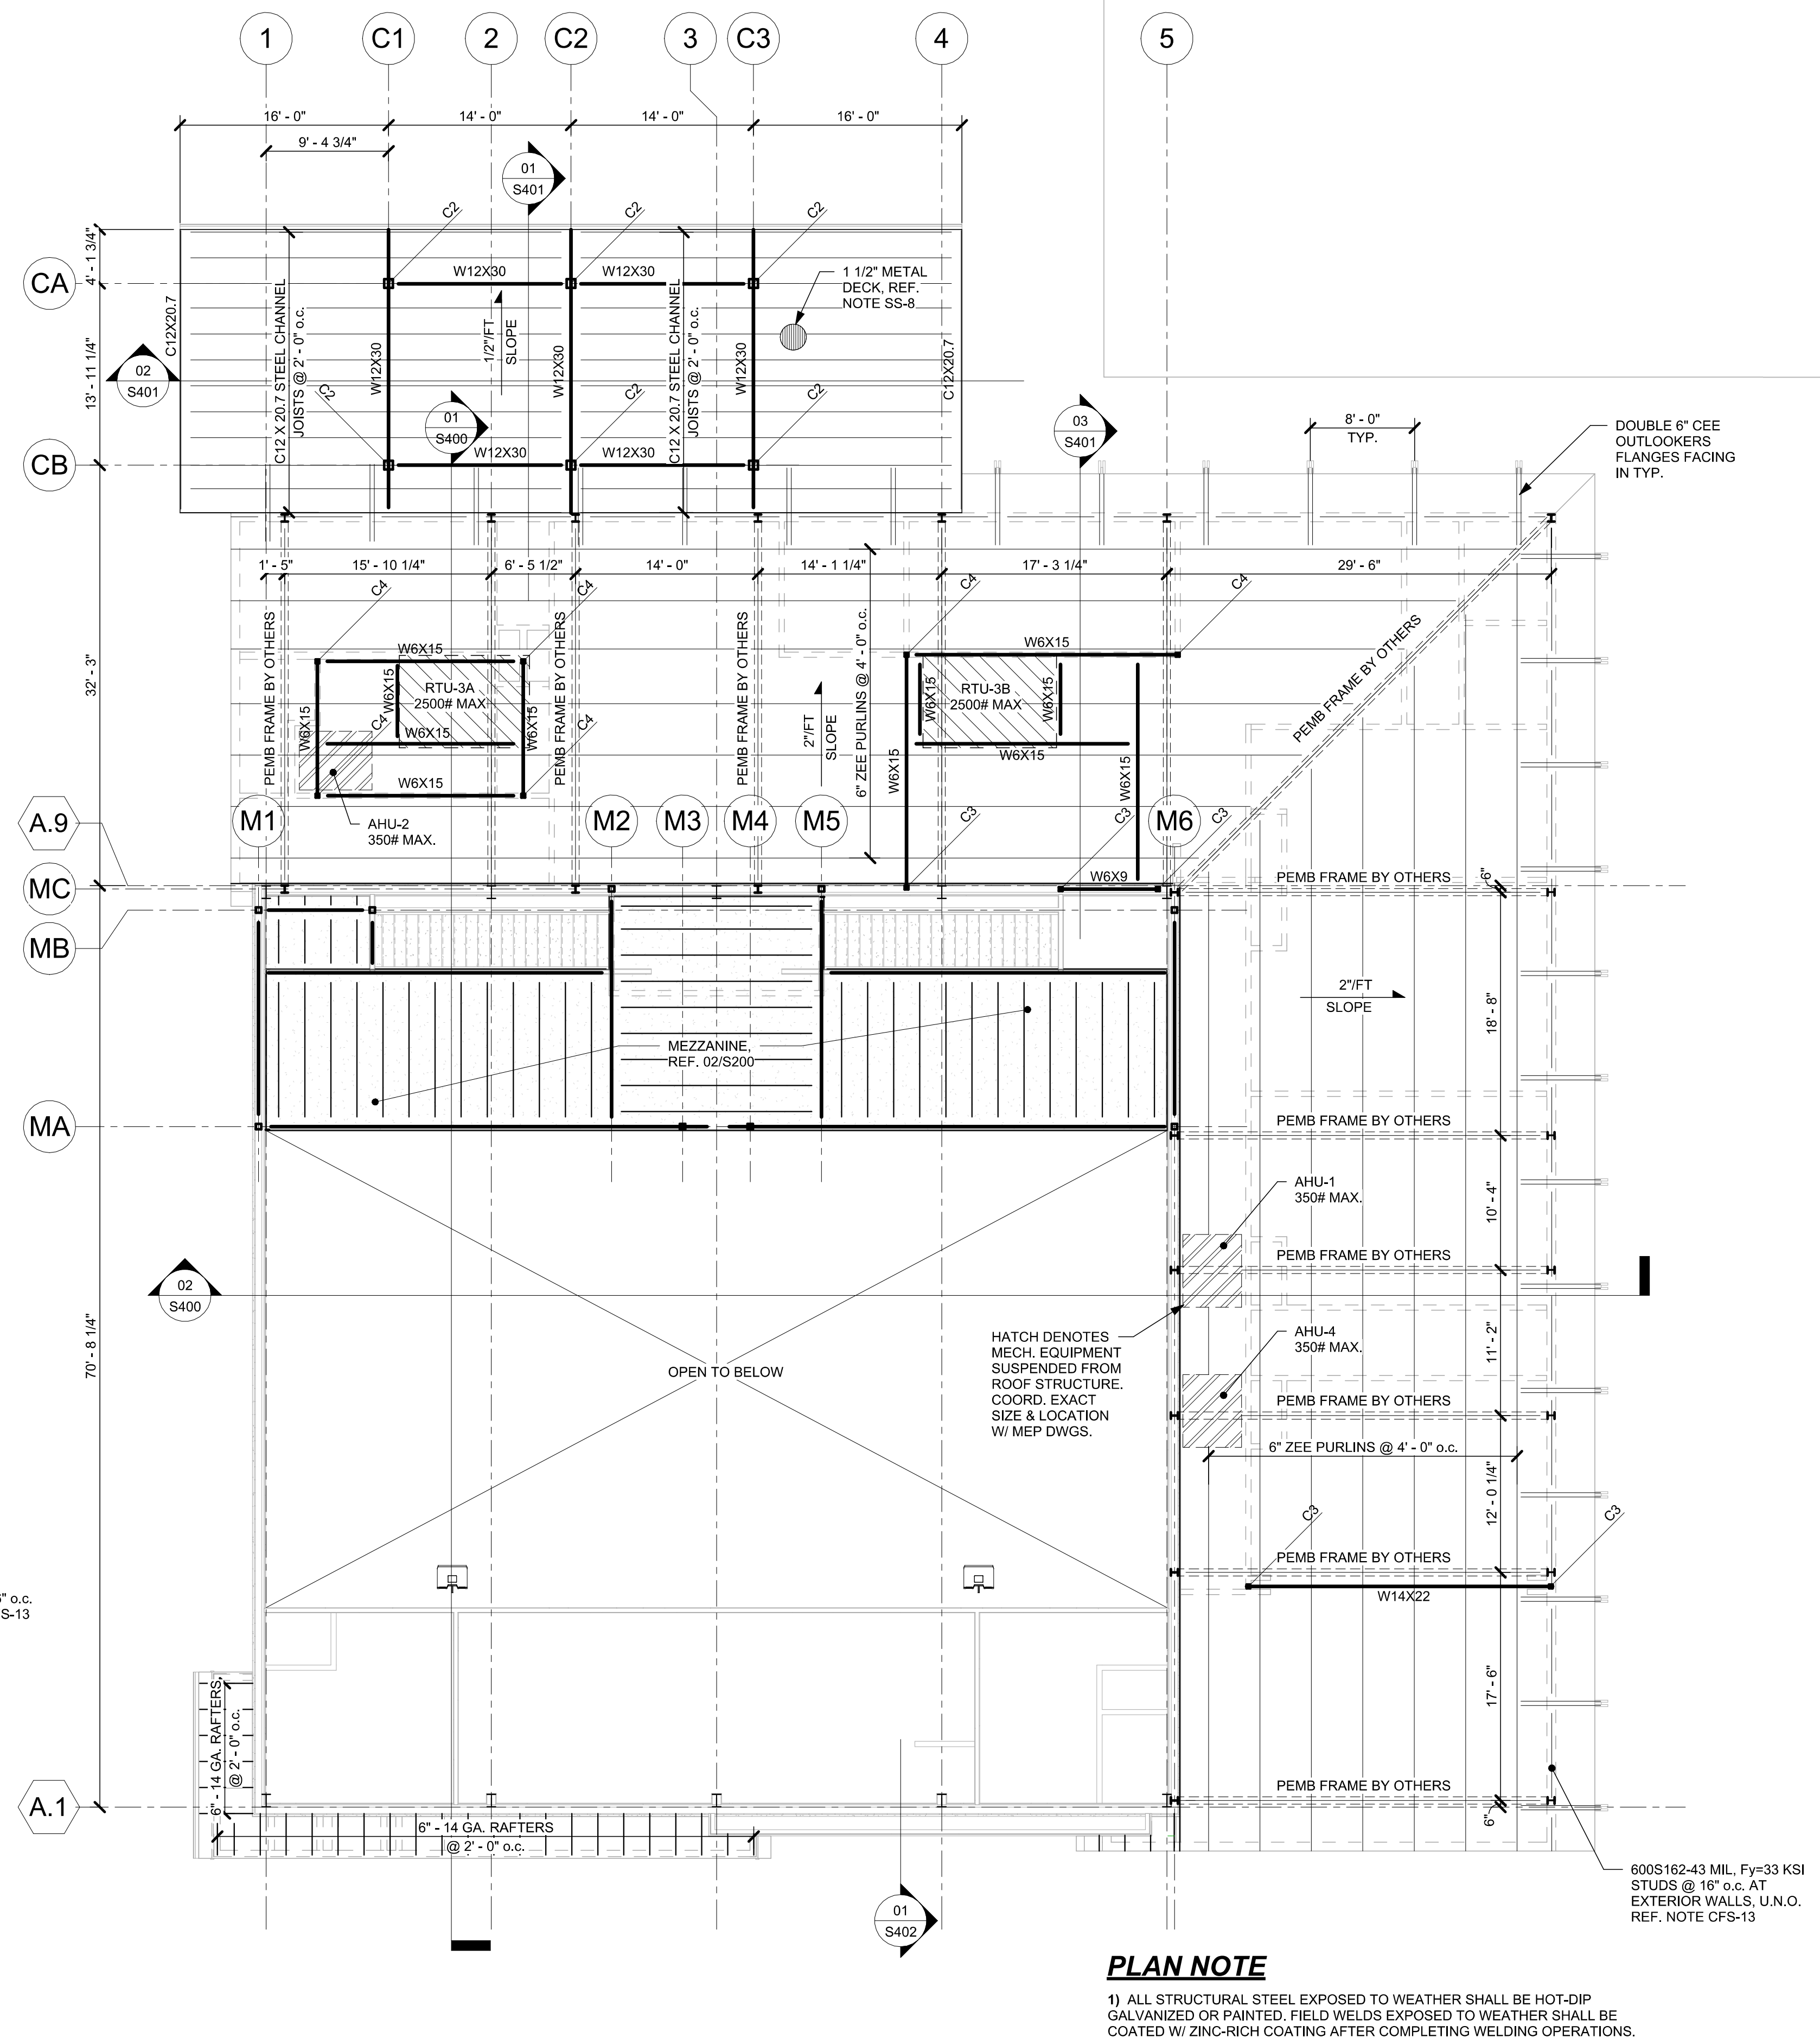 1
C1
2
C2
3
C3
4
5
16' - 0"
14' - 0"
14' - 0"
16' - 0"
9' - 4 3/4"
01
S401
C2
C2
C2
4' - 1 3/4"
CA
W12X30
W12X30
1 1/2" METAL
DECK, REF.
NOTE SS-8
C12X20.7
C12 X 20.7 STEEL CHANNEL
JOISTS @ 2' - 0" o.c.
1/2"/FT
SLOPE
C12 X 20.7 STEEL CHANNEL
JOISTS @ 2' - 0" o.c.
W12X30
W12X30
W12X30
C12X20.7
13' - 11 1/4"
02
S401
C2
C2
C2
01
S400
03
S401
8' - 0"
TYP.
DOUBLE 6" CEE
OUTLOOKERS
FLANGES FACING
IN TYP.
CB
W12X30
W12X30
1' - 5"
15' - 10 1/4"
6' - 5 1/2"
14' - 0"
14' - 1 1/4"
17' - 3 1/4"
29' - 6"
C4
C4
C4
C4
32' - 3"
PEMB FRAME BY OTHERS
PEMB FRAME BY OTHERS
PEMB FRAME BY OTHERS
PEMB FRAME BY OTHERS
6" ZEE PURLINS @ 4' - 0" o.c.
2"/FT
SLOPE
W6X15
W6X15
W6X15
RTU-3A
2500# MAX
C4
W6X15
W6X15
W6X15
C4
W6X15
W6X15
W6X15
RTU-3B
2500# MAX
W6X15
W6X15
W6X15
W6X15
AHU-2
350# MAX.
A.9
M1
M2
M3
M4
M5
M6
C3
C3
C3
MC
W6X9
PEMB FRAME BY OTHERS
6"
MB
2"/FT
SLOPE
18' - 8"
MEZZANINE,
REF. 02/S200
MA
PEMB FRAME BY OTHERS
AHU-1
350# MAX.
10' - 4"
PEMB FRAME BY OTHERS
02
S400
70' - 8 1/4"
HATCH DENOTES
MECH. EQUIPMENT
SUSPENDED FROM
ROOF STRUCTURE.
COORD. EXACT
SIZE & LOCATION
W/ MEP DWGS.
AHU-4
350# MAX.
11' - 2"
OPEN TO BELOW
PEMB FRAME BY OTHERS
6" ZEE PURLINS @ 4' - 0" o.c.
12' - 0 1/4"
C3
C3
PEMB FRAME BY OTHERS
W14X22
" o.c.
S-13
17' - 6"
6" - 14 GA. RAFTERS
@ 2' - 0" o.c.
PEMB FRAME BY OTHERS
A.1
6"
6" - 14 GA. RAFTERS
@ 2' - 0" o.c.
600S162-43 MIL, Fy=33 KSI
STUDS @ 16" o.c. AT
EXTERIOR WALLS, U.N.O.
REF. NOTE CFS-13
01
S402
PLAN NOTE
1) ALL STRUCTURAL STEEL EXPOSED TO WEATHER SHALL BE HOT-DIP
GALVANIZED OR PAINTED. FIELD WELDS EXPOSED TO WEATHER SHALL BE
COATED W/ ZINC-RICH COATING AFTER COMPLETING WELDING OPERATIONS.